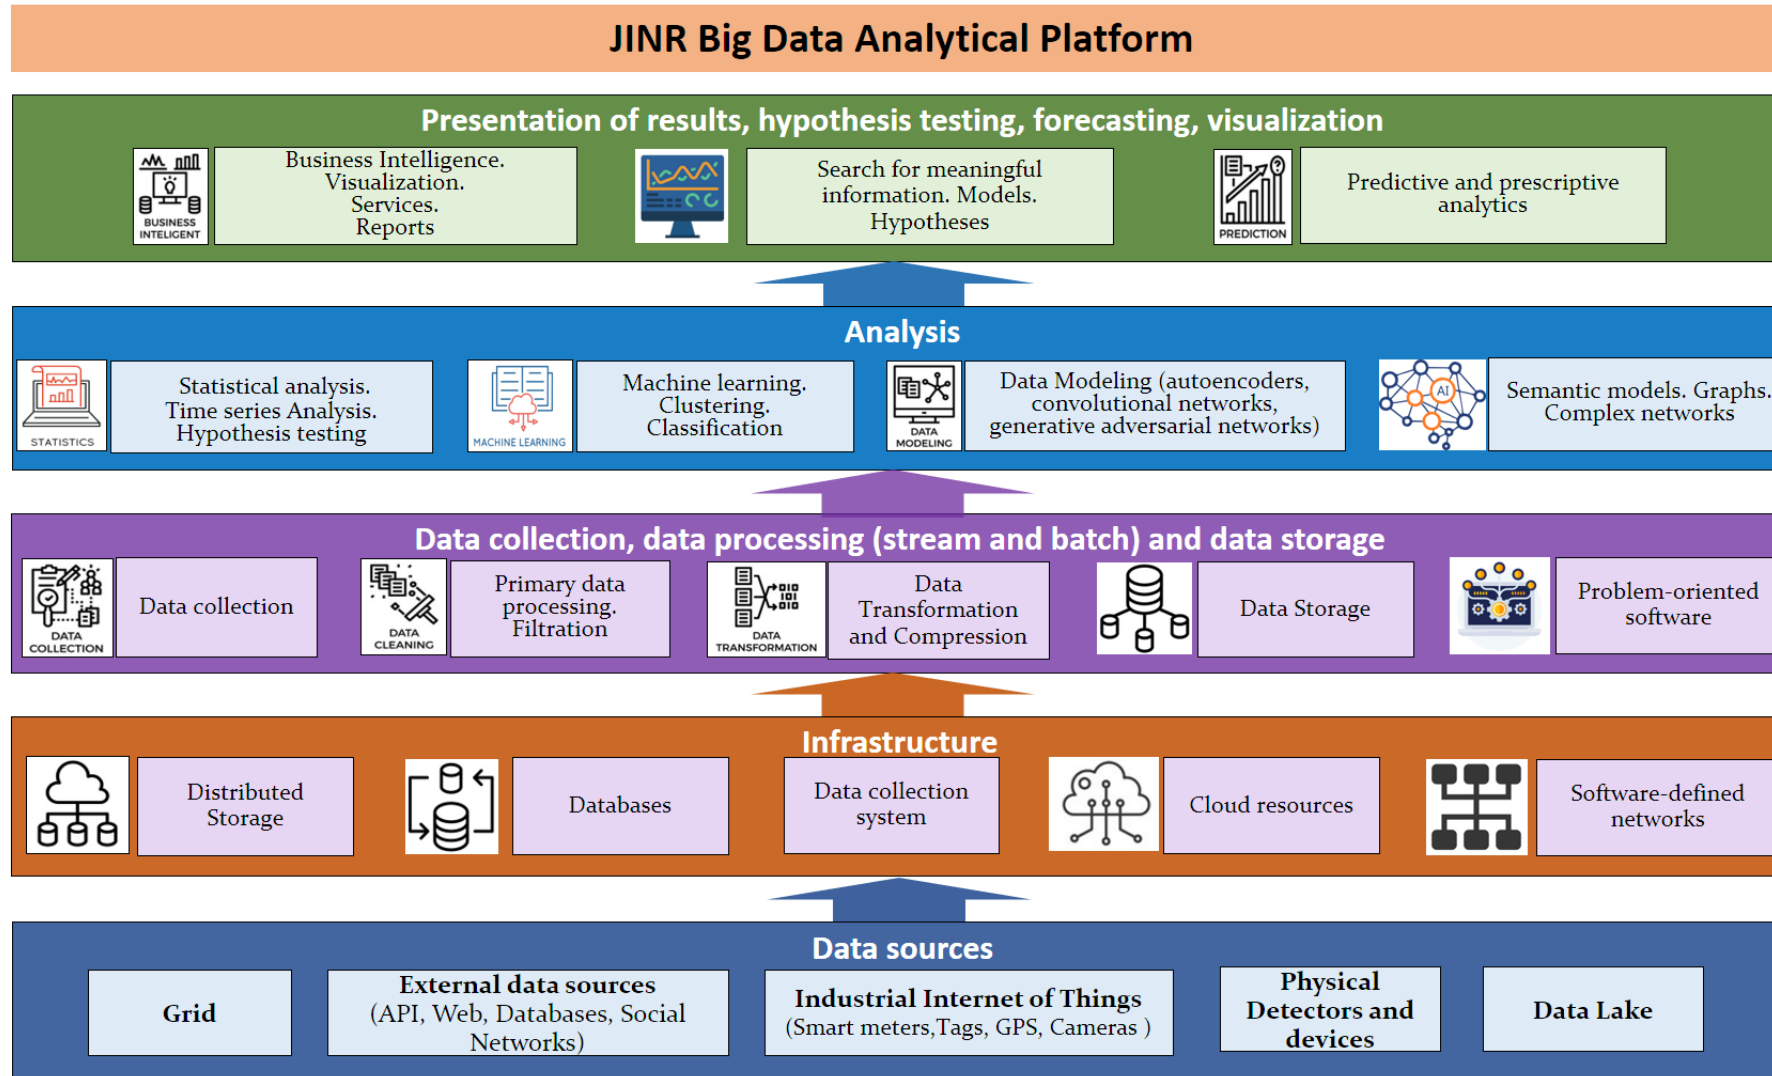 JINR Big Data Analytical Platform
Presentation of results, hypothesis testing, forecasting, visualization
BUSINESS
INTELIGENT
Business Intelligence.
Visualization.
Services.
Reports
Search for meaningful
information. Models.
Hypotheses
PREDICTION
Predictive and prescriptive
analytics
Analysis
STATISTICS
Statistical analysis.
Time series Analysis.
Hypothesis testing
MACHINE LEARNING
Machine learning.
Clustering.
Classification
DATA
MODELING
Data Modeling (autoencoders,
convolutional networks,
generative adversarial networks)
AI
Semantic models. Graphs.
Complex networks
Data collection, data processing (stream and batch) and data storage
DATA
COLLECTION
Data collection
DATA
CLEANING
Primary data
processing.
Filtration
DATA
TRANSFORMATION
Data
Transformation
and Compression
Data Storage
Problem-oriented
software
Infrastructure
Distributed
Storage
Databases
Data collection
system
Cloud resources
Software-defined
networks
Data sources
Grid
External data sources
(API, Web, Databases, Social
Networks)
Industrial Internet of Things
(Smart meters,Tags, GPS, Cameras )
Physical
Detectors and
devices
Data Lake